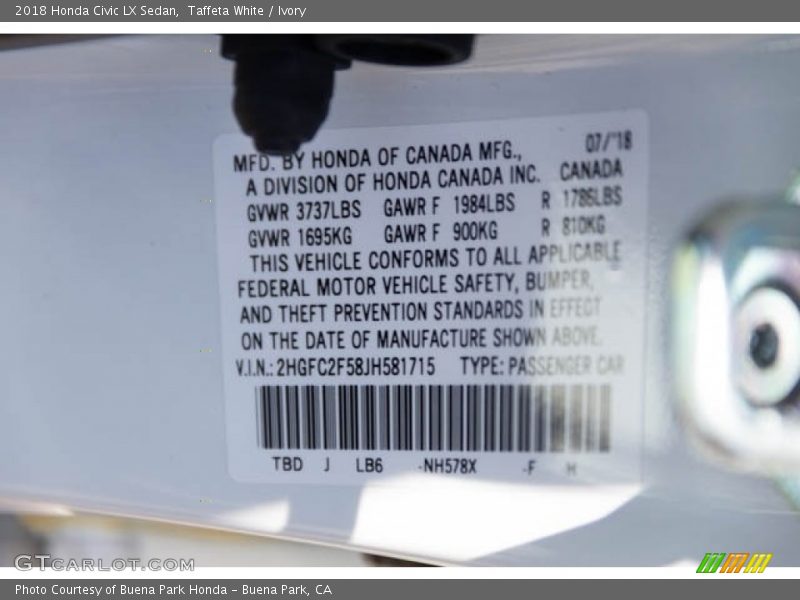 2018 Honda Civic LX Sedan, Taffeta White / Ivory
07/'18
MFD. BY HONDA OF CANADA MFG.,
A DIVISION OF HONDA CANADA INC. CANADA
GVWR 3737LBS GAWR F 1984LBS R 1786LBS
GVWR 1695KG GAWR F 900KG R 810KG
THIS VEHICLE CONFORMS TO ALL APPLICABLE
FEDERAL MOTOR VEHICLE SAFETY, BUMPER,
AND THEFT PREVENTION STANDARDS IN EFFECT
ON THE DATE OF MANUFACTURE SHOWN ABOVE.
V.I.N.: 2HGFC2F58JH581715 TYPE: PASSENGER CAR
TBD J LB6 -NH578X -F H
GTCARLOT.COM
Photo Courtesy of Buena Park Honda - Buena Park, CA